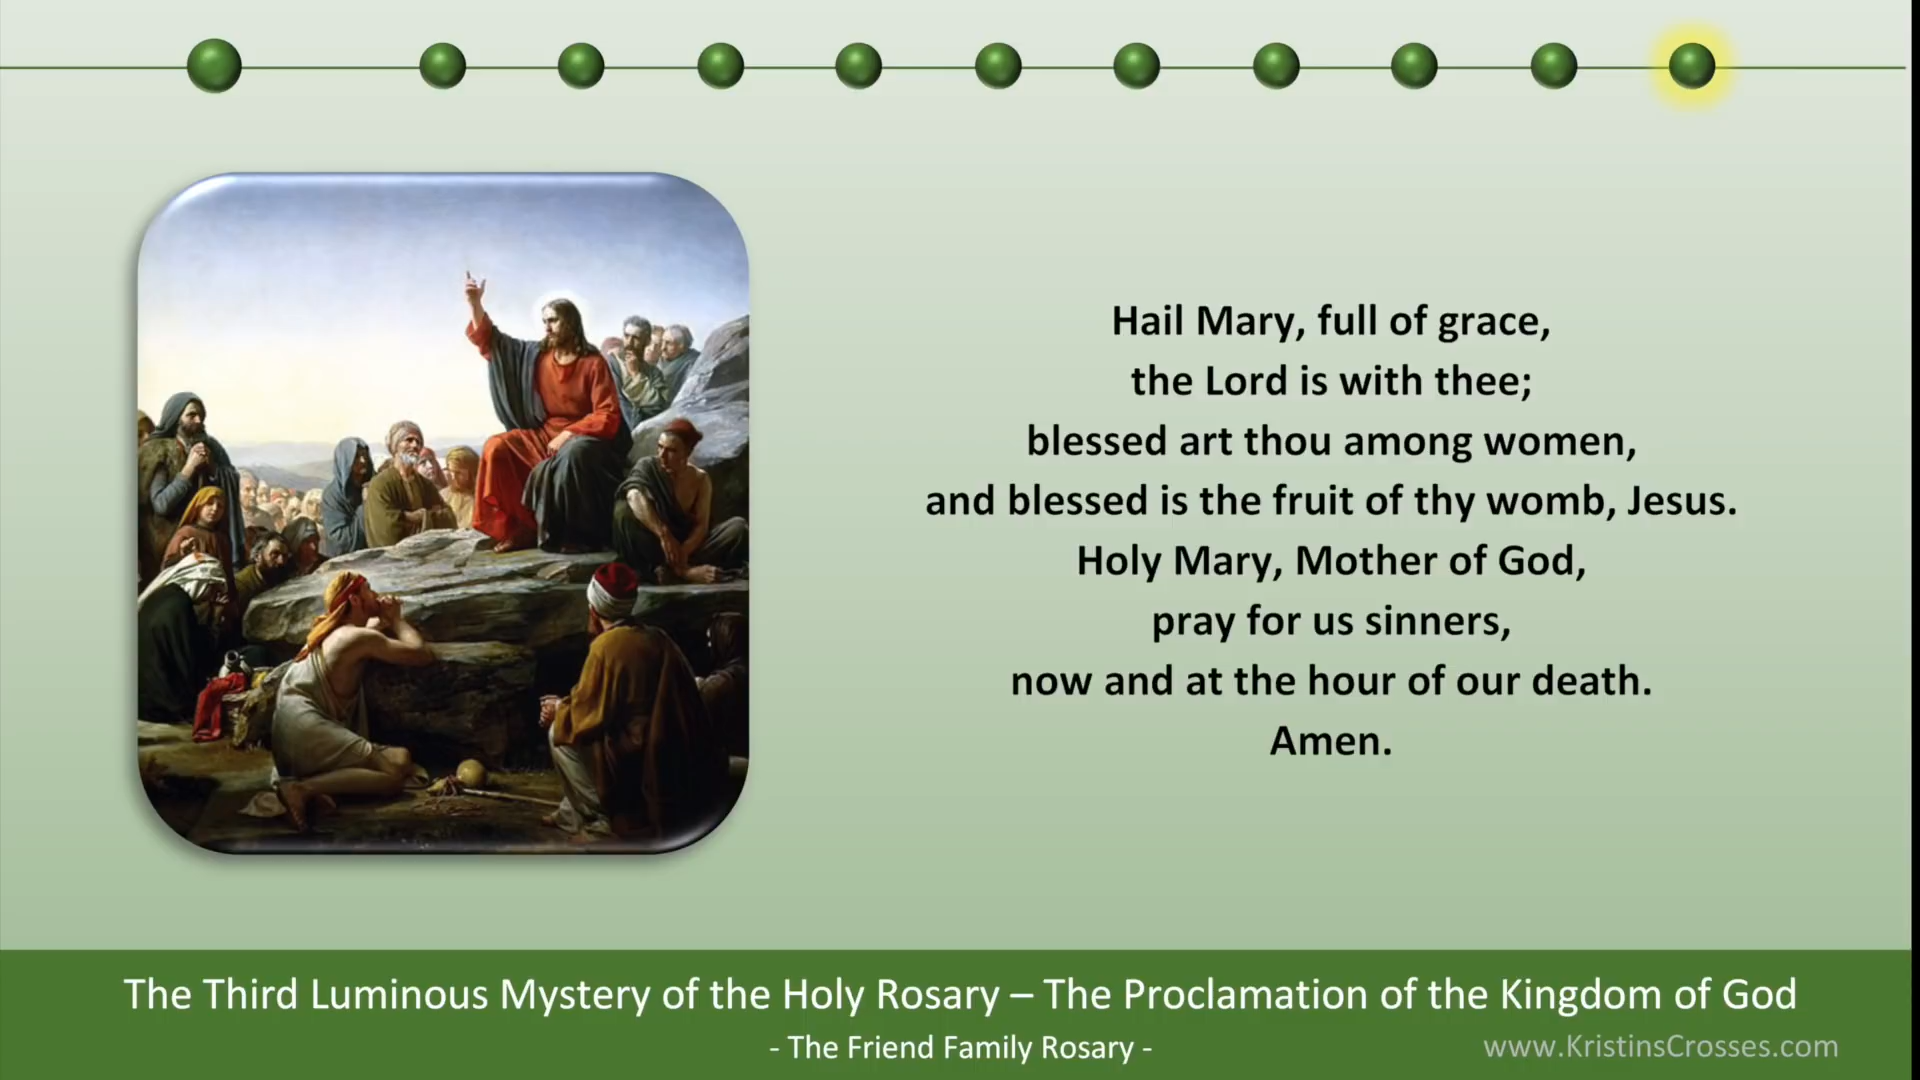 Hail Mary, full of grace,
the Lord is with thee;
blessed art thou among women,
and blessed is the fruit of thy womb, Jesus.
Holy Mary, Mother of God,
pray for us sinners,
now and at the hour of our death.
Amen.
The Third Luminous Mystery of the Holy Rosary – The Proclamation of the Kingdom of God
- The Friend Family Rosary -
www.KristinsCrosses.com